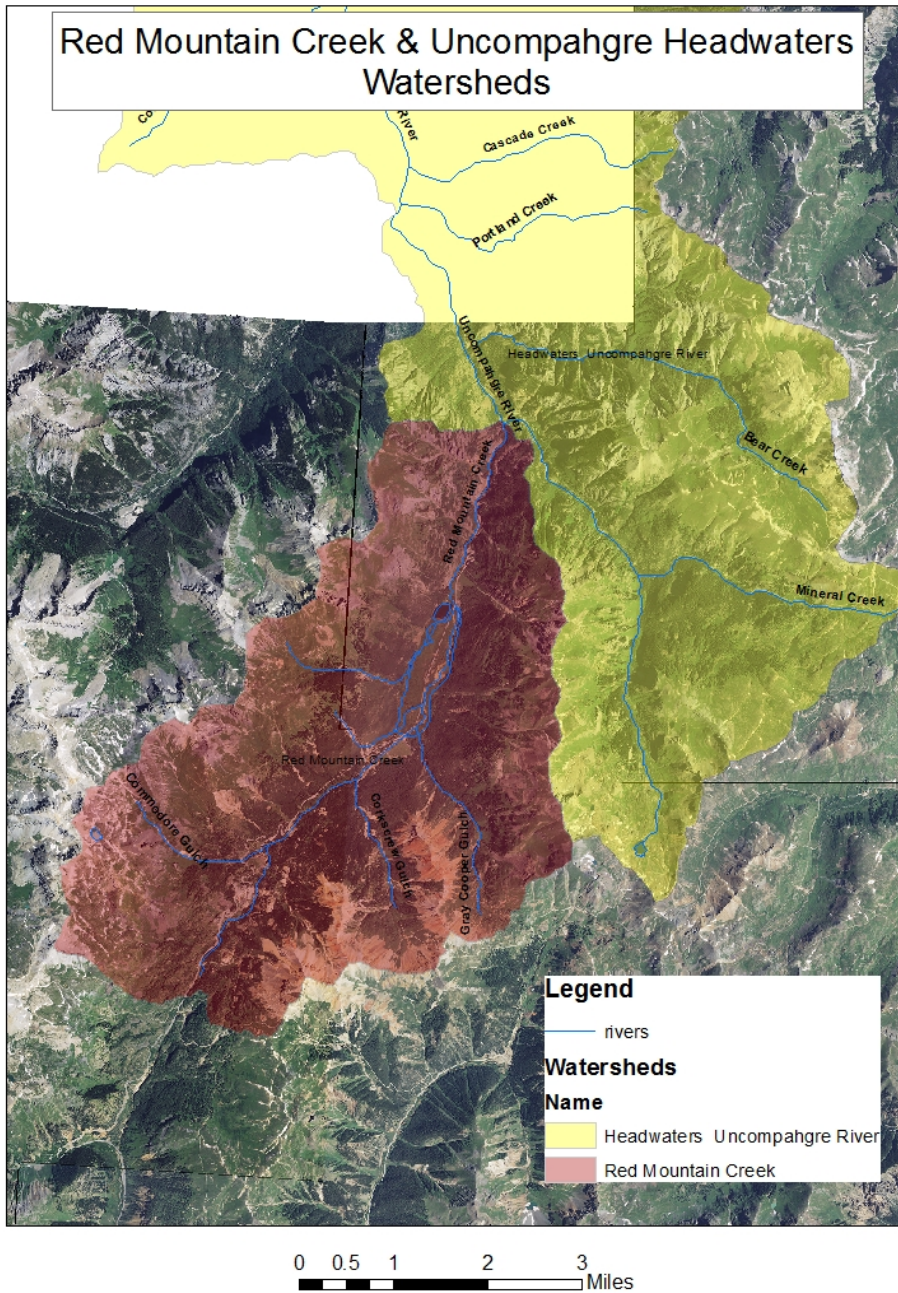 Red Mountain Creek & Uncompahgre Headwaters
Watersheds
Co
River
Cascade Creek
Portland Creek
Uncompahgre River
Headwaters Uncompahgre River
Bear Creek
Red Mountain Creek
Mineral Creek
Red Mountain Creek
Commodore Gulch
Corkscrew Gulch
Gray Cooper Gulch
Legend
rivers
Watersheds
Name
Headwaters Uncompahgre River
Red Mountain Creek
0 0.5 1 2 3
Miles